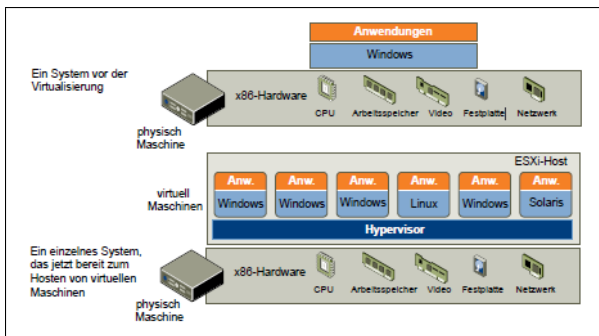 Anwendungen
Windows
Ein System vor der
Virtualisierung
x86-Hardware
CPU
Arbeitsspeicher
Video
Festplatte
Netzwerk
physisch
Maschine
ESXi-Host
virtuell
Maschinen
Anw.
Anw.
Anw.
Anw.
Anw.
Anw.
Windows
Windows
Windows
Linux
Windows
Solaris
Hypervisor
Ein einzelnes System,
das jetzt bereit zum
Hosten von virtuellen
Maschinen
x86-Hardware
CPU
Arbeitsspeicher
Video
Festplatte
Netzwerk
physisch
Maschine